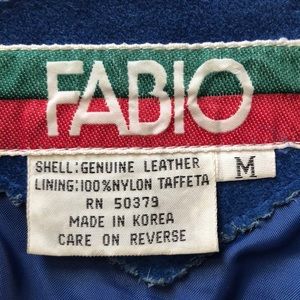 FABIO
SHELL:GENUINE LEATHER
LINING:100%NYLON TAFFETA
RN 50379
MADE IN KOREA
CARE ON REVERSE
M